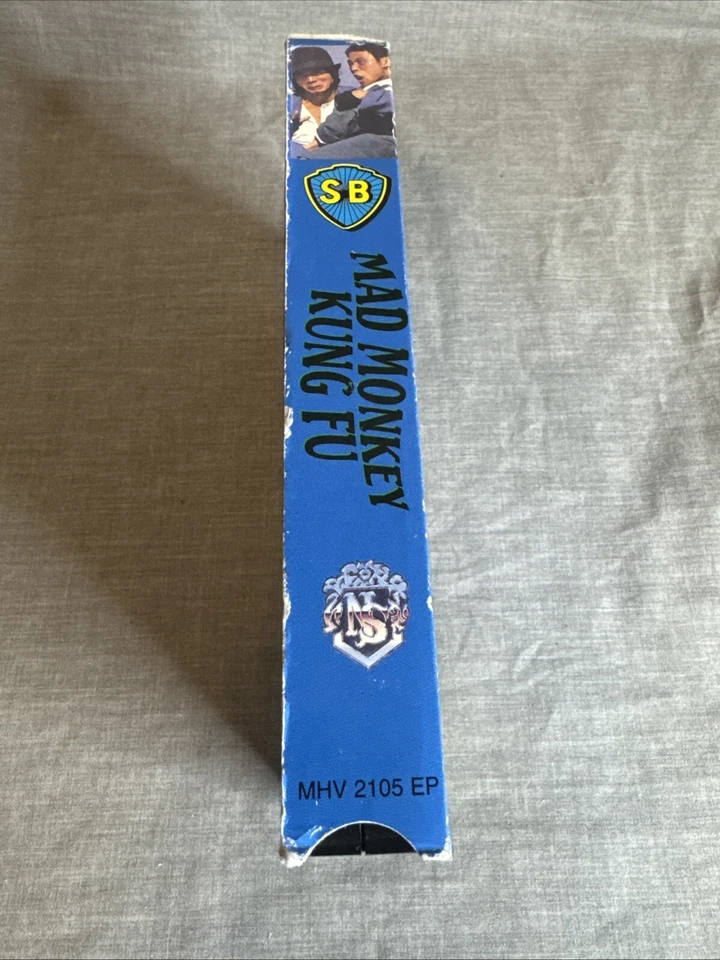 SB
MAD MONKEY
KUNG FU
NS
MHV 2105 EP